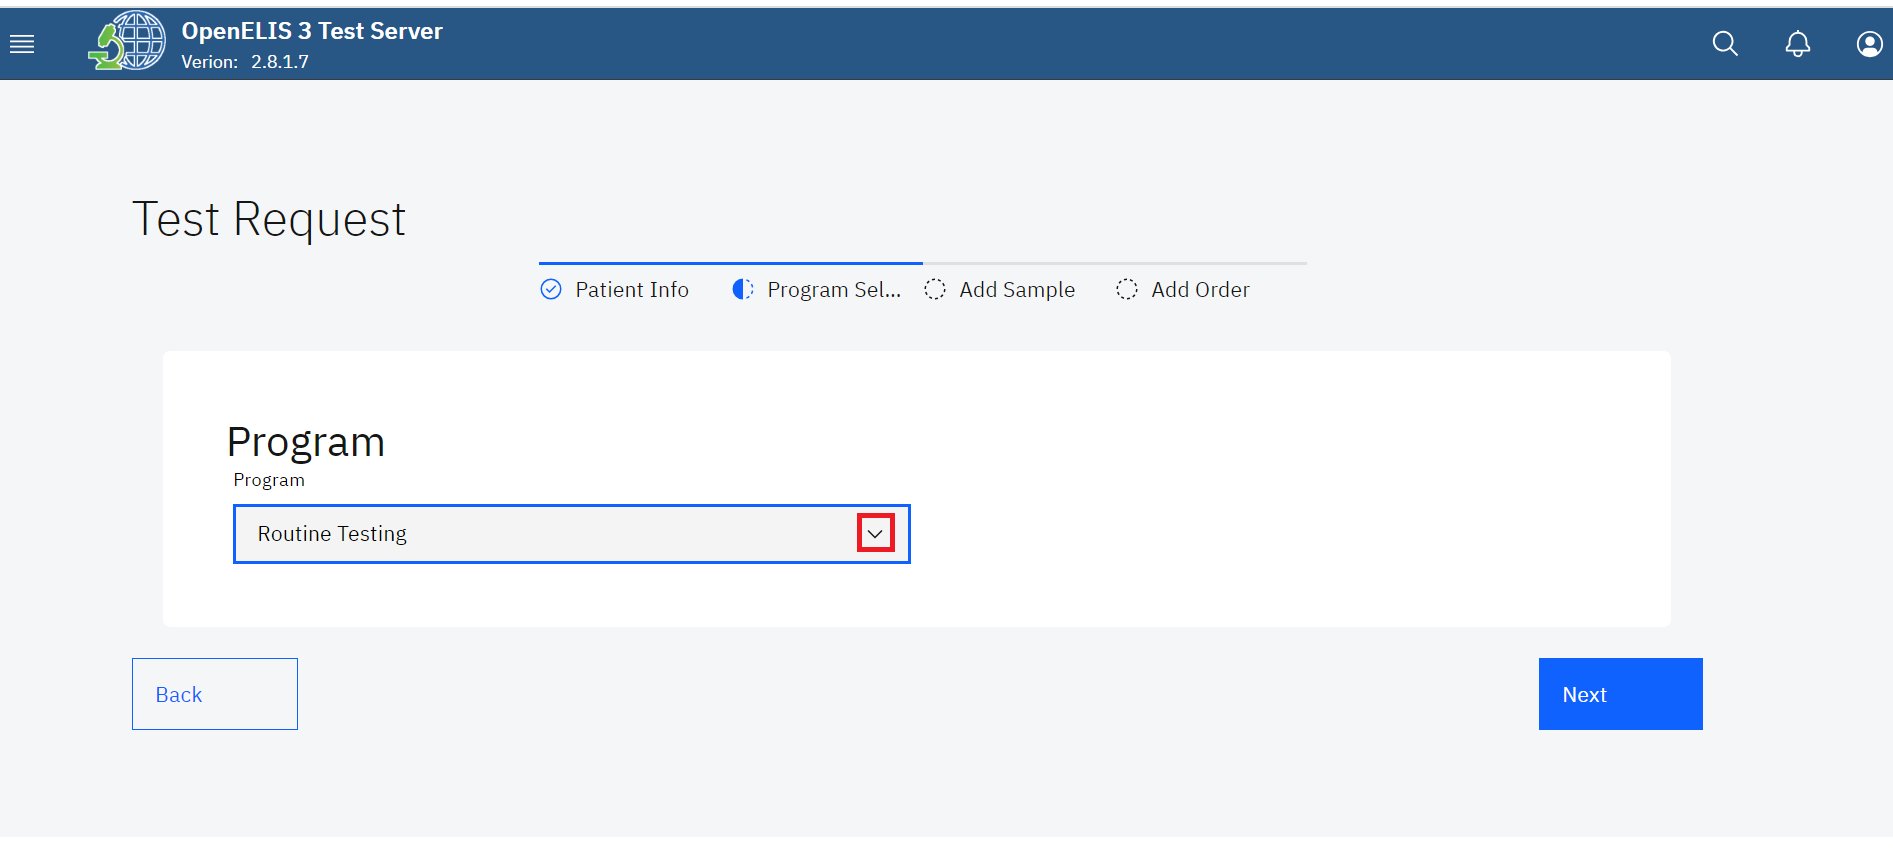 OpenELIS 3 Test Server
Verion: 2.8.1.7
Test Request
Patient Info
Program Sel...
Add Sample
Add Order
Program
Program
Routine Testing
Back
Next